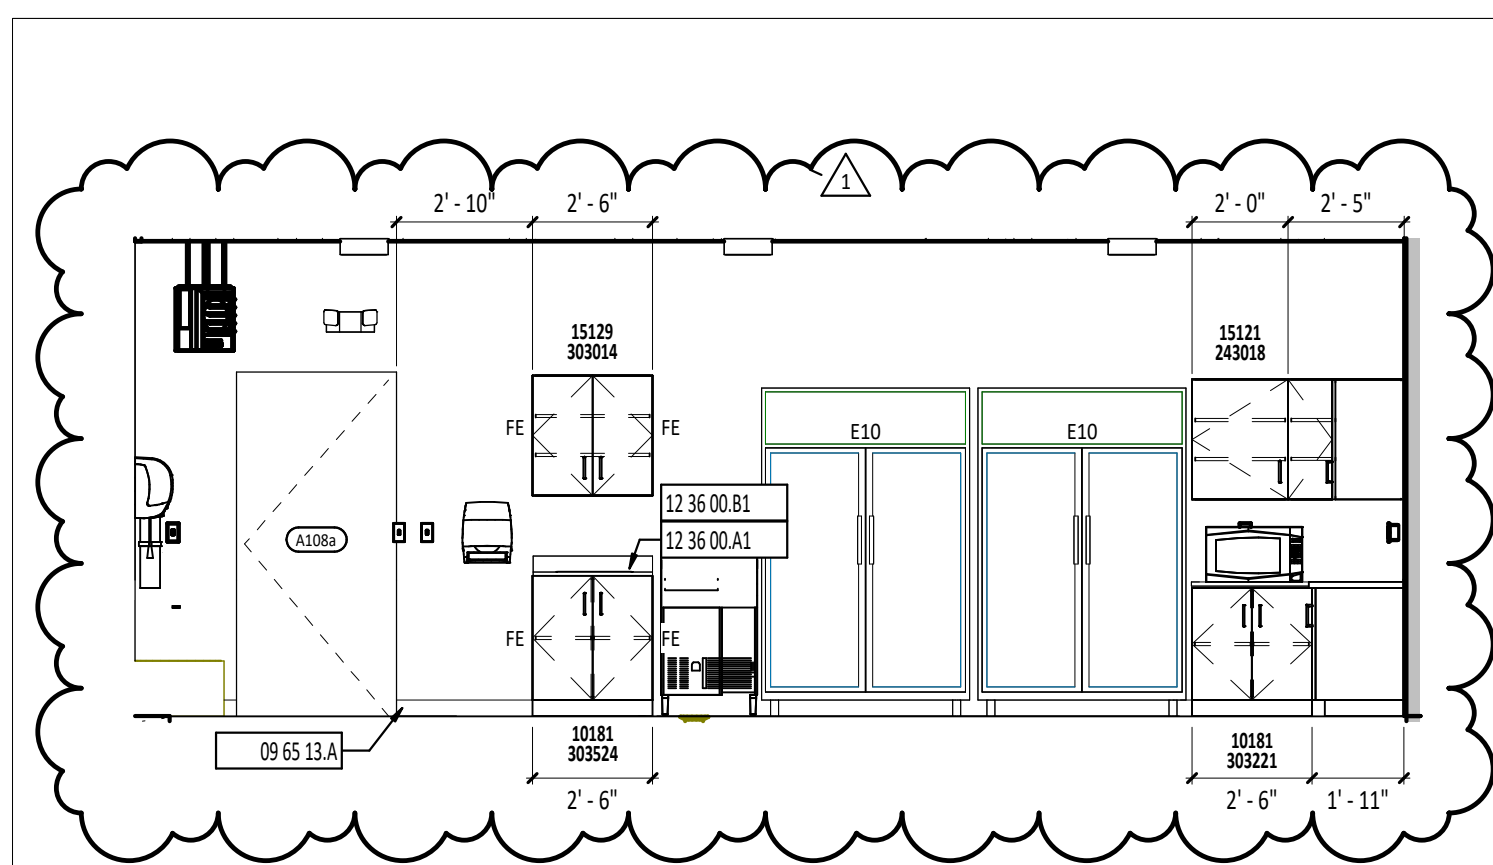 1
2' - 10"
2' - 6"
2' - 0"
2' - 5"
15129
303014
15121
243018
FE
FE
E10
E10
12 36 00.B1
12 36 00.A1
A108a
FE
FE
09 65 13.A
10181
303524
10181
303221
2' - 6"
2' - 6"
1' - 11"